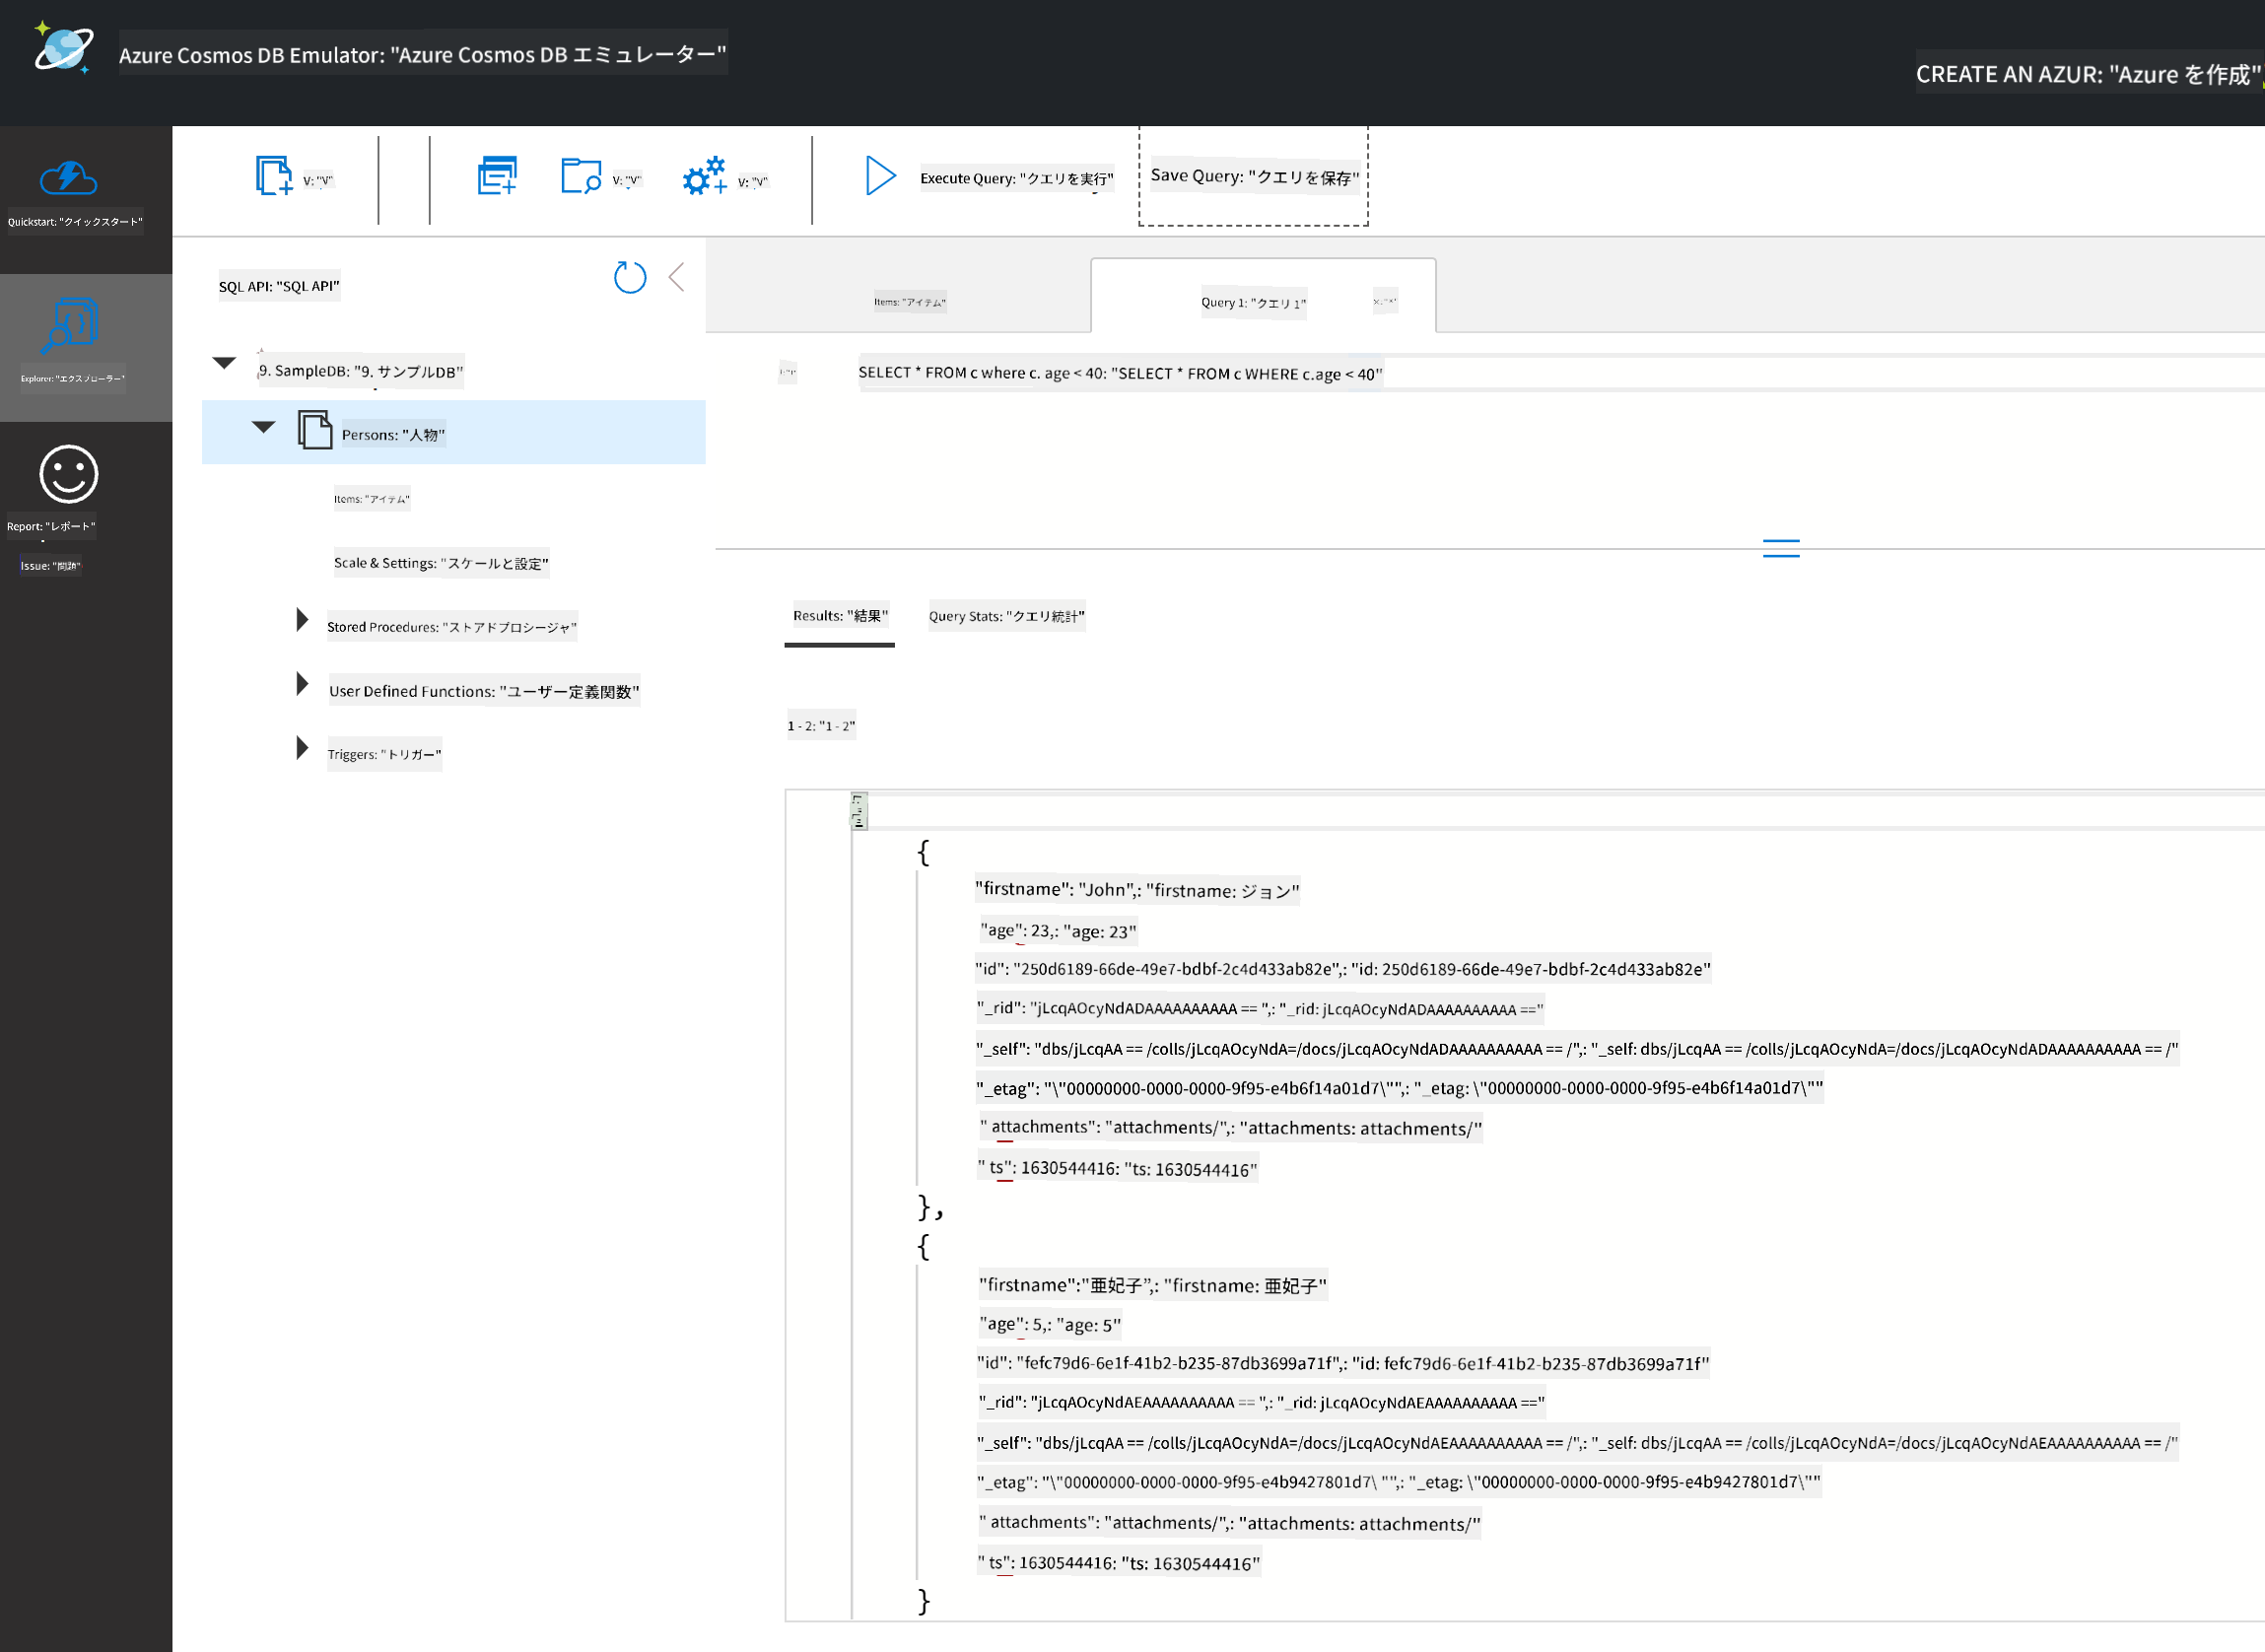 Azure Cosmos DB Emulator: "Azure Cosmos DB エミュレーター"
CREATE AN AZUR: "Azure を作成"
V: "V"
V: "V"
V: "V"
Execute Query: "クエリを実行"
Save Query: "クエリを保存"
Quickstart: "クイックスタート"
Explorer: "エクスプローラー"
Report: "レポート"
Issue: "問題"
SQL API: "SQL API"
9. SampleDB: "9. サンプルDB"
Persons: "人物"
Items: "アイテム"
Scale & Settings: "スケールと設定"
Stored Procedures: "ストアドプロシージャ"
User Defined Functions: "ユーザー定義関数"
Triggers: "トリガー"
Items: "アイテム"
Query 1: "クエリ 1"
SELECT * FROM c where c. age < 40: "SELECT * FROM c WHERE c.age < 40"
Results: "結果"
Query Stats: "クエリ統計"
1 - 2: "1 - 2"
{
"firstname": "John",: "firstname: ジョン"
"age": 23,: "age: 23"
"id": "250d6189-66de-49e7-bdbf-2c4d433ab82e",: "id: 250d6189-66de-49e7-bdbf-2c4d433ab82e"
"_rid": "jLcqAOcyNdADAAAAAAAAAA == ",: "_rid: jLcqAOcyNdADAAAAAAAAAA =="
"_self": "dbs/jLcqAA == /colls/jLcqAOcyNdA=/docs/jLcqAOcyNdADAAAAAAAAAA == /",: "_self: dbs/jLcqAA == /colls/jLcqAOcyNdA=/docs/jLcqAOcyNdADAAAAAAAAAA == /"
"_etag": "\"00000000-0000-0000-9f95-e4b6f14a01d7\"",: "_etag: \"00000000-0000-0000-9f95-e4b6f14a01d7\""
" attachments": "attachments/",: "attachments: attachments/"
" ts": 1630544416: "ts: 1630544416"
},
{
"firstname":"亜妃子”,: "firstname: 亜妃子"
"age": 5,: "age: 5"
"id": "fefc79d6-6e1f-41b2-b235-87db3699a71f",: "id: fefc79d6-6e1f-41b2-b235-87db3699a71f"
"_rid": "jLcqAOcyNdAEAAAAAAAAAA == ",: "_rid: jLcqAOcyNdAEAAAAAAAAAA =="
"_self": "dbs/jLcqAA == /colls/jLcqAOcyNdA=/docs/jLcqAOcyNdAEAAAAAAAAAA == /",: "_self: dbs/jLcqAA == /colls/jLcqAOcyNdA=/docs/jLcqAOcyNdAEAAAAAAAAAA == /"
"_etag": "\"00000000-0000-0000-9f95-e4b9427801d7\ "",: "_etag: \"00000000-0000-0000-9f95-e4b9427801d7\""
" attachments": "attachments/",: "attachments: attachments/"
" ts": 1630544416: "ts: 1630544416"
}